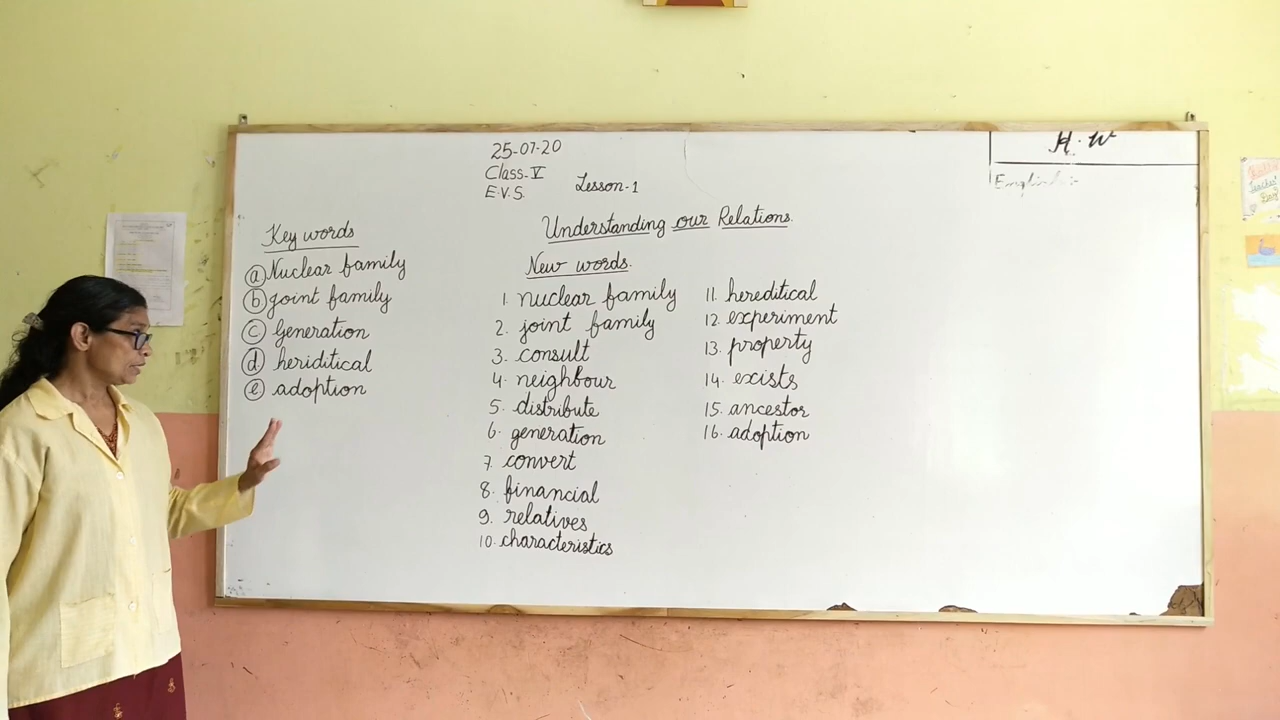 25-07-20
Class-V
E.V.S.
Lesson-1
Understanding our Relations.
H.W
English:-
Key words
a Nuclear family
b joint family
c Generation
d heriditical
e adoption
New words.
1. nuclear family
2. joint family
3. consult
4. neighbour
5. distribute
6. generation
7. convert
8. financial
9. relatives
10. characteristics
11. hereditical
12. experiment
13. property
14. exists
15. ancestor
16. adoption